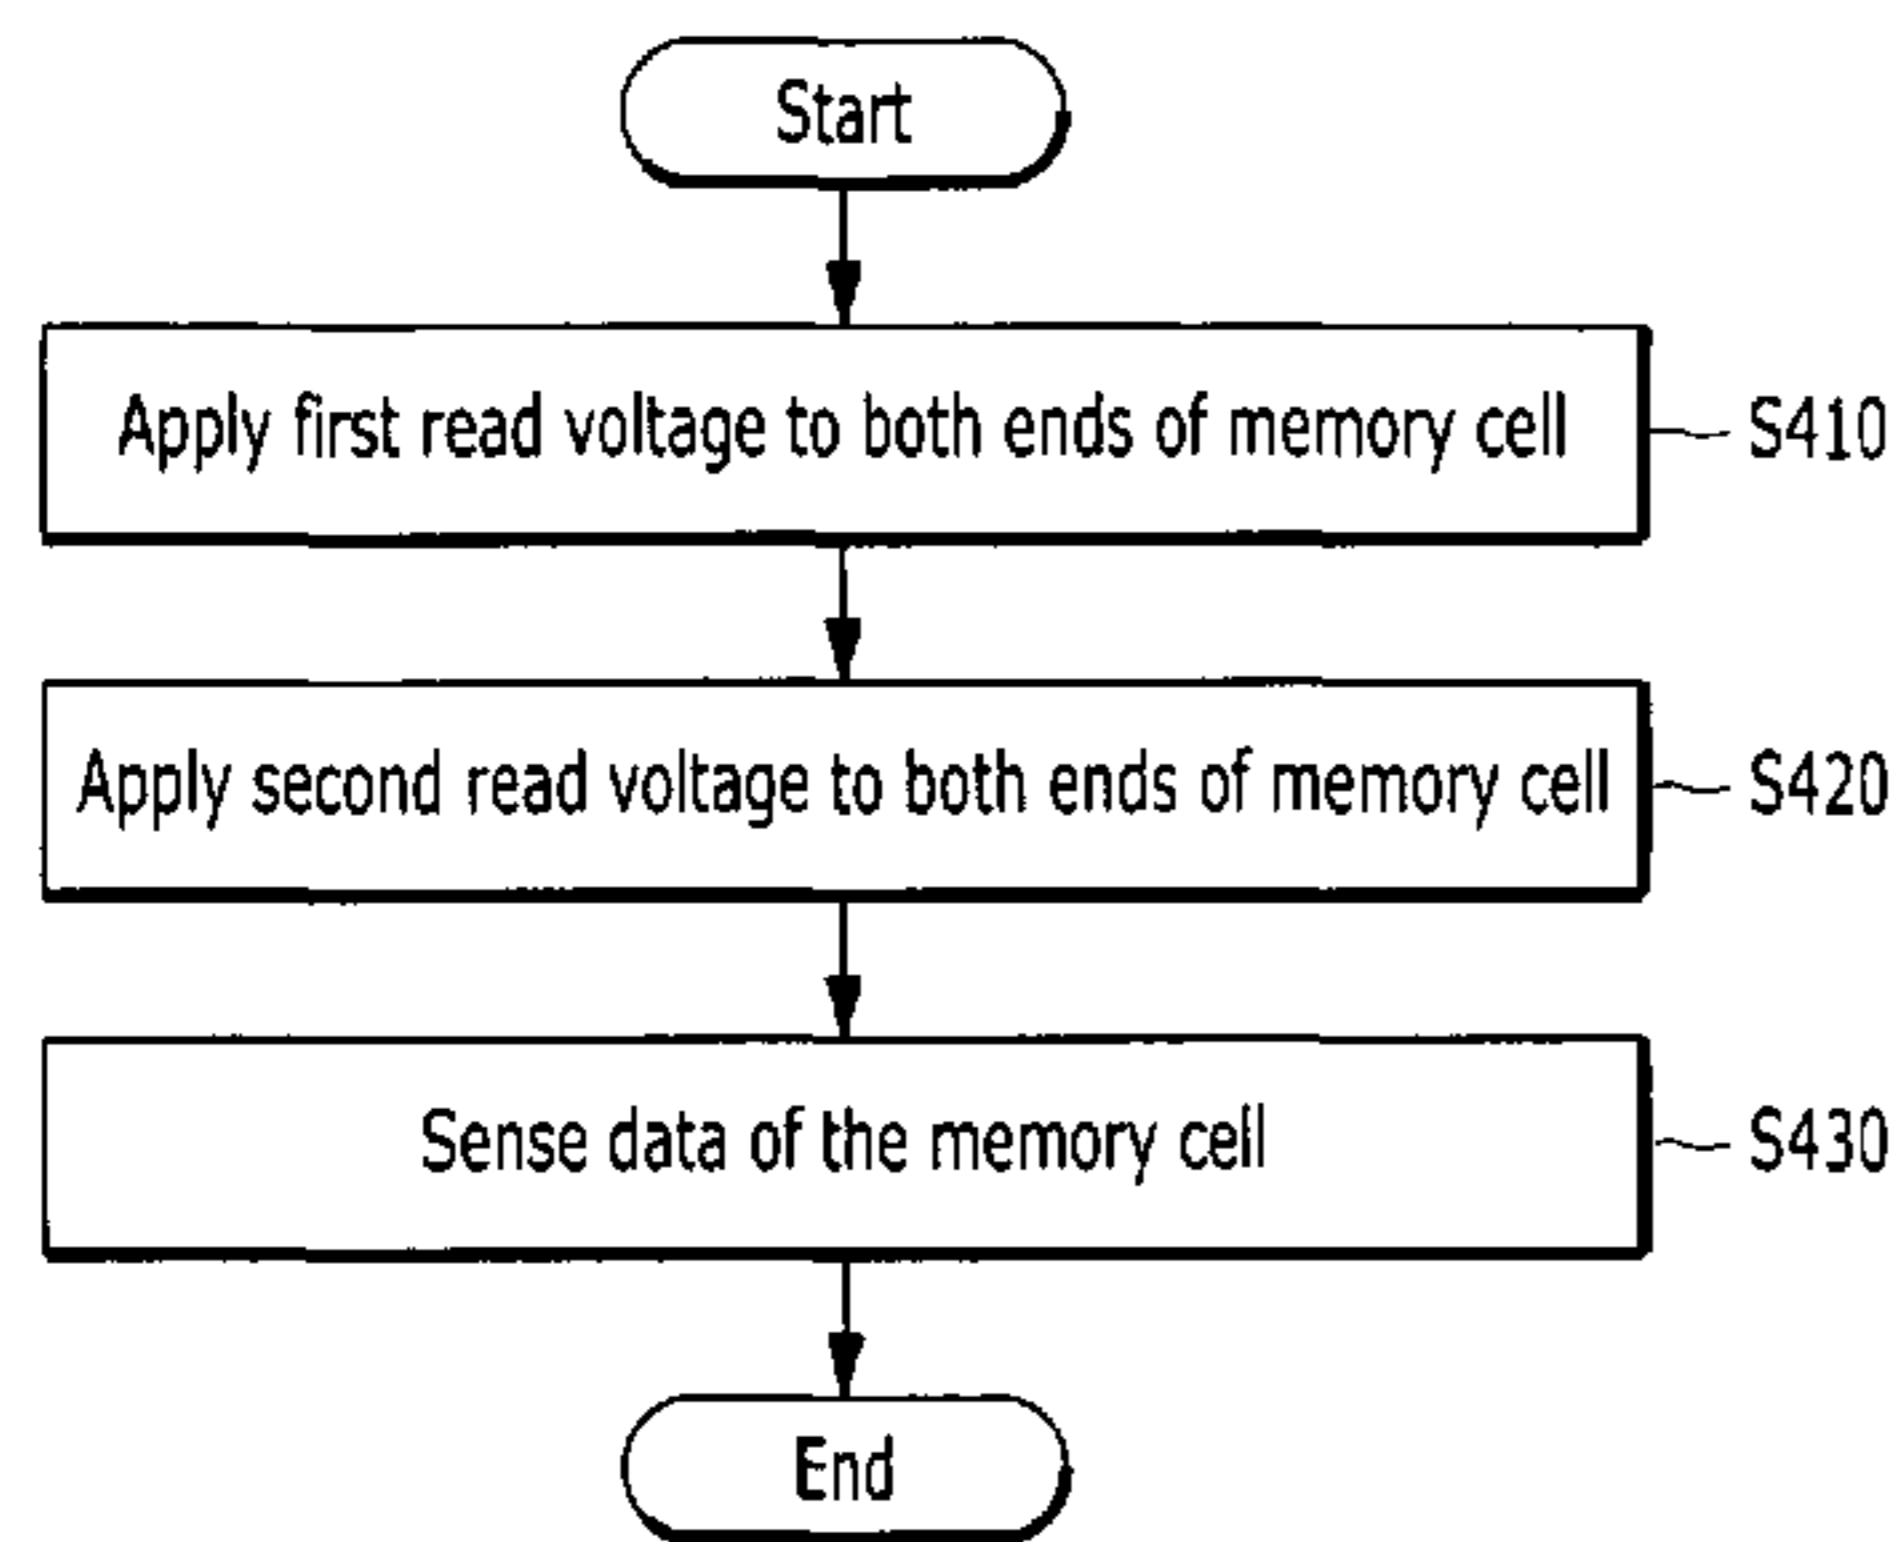 Start
Apply first read voltage to both ends of memory cell
S410
Apply second read voltage to both ends of memory cell
S420
Sense data of the memory cell
S430
End